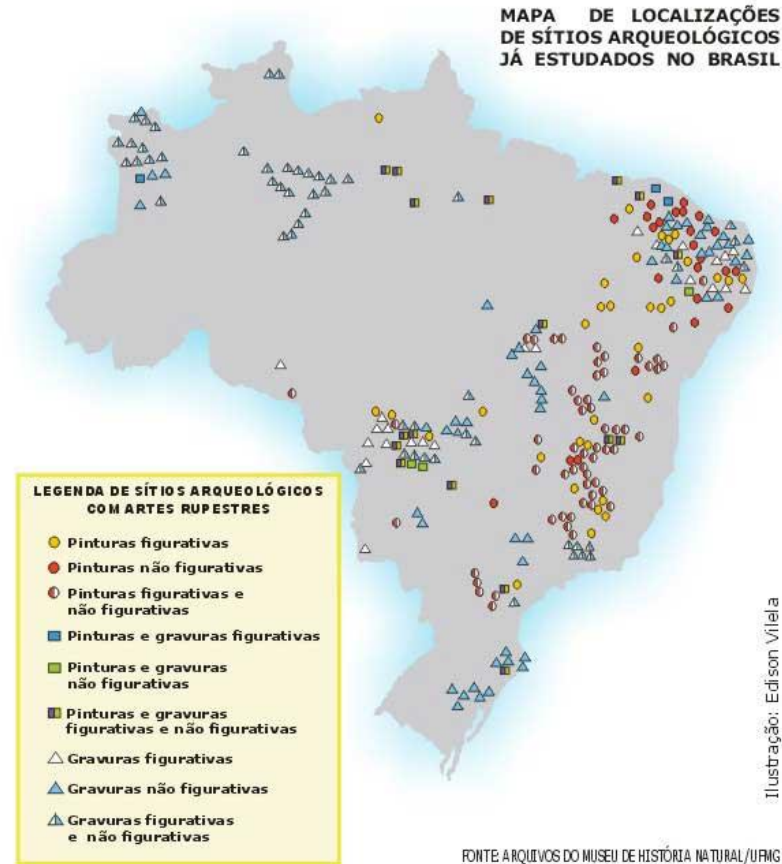 MAPA DE LOCALIZAÇÕES
DE SÍTIOS ARQUEOLÓGICOS
JÁ ESTUDADOS NO BRASIL
LEGENDA DE SÍTIOS ARQUEOLÓGICOS
COM ARTES RUPESTRES
Pinturas figurativas
Pinturas não figurativas
Pinturas figurativas e
não figurativas
Pinturas e gravuras figurativas
Pinturas e gravuras
não figurativas
Pinturas e gravuras
figurativas e não figurativas
Gravuras figurativas
Gravuras não figurativas
Gravuras figurativas
e não figurativas
Ilustração: Edison Vilela
FONTE: ARQUIVOS DO MUSEU DE HISTÓRIA NATURAL/UFMG